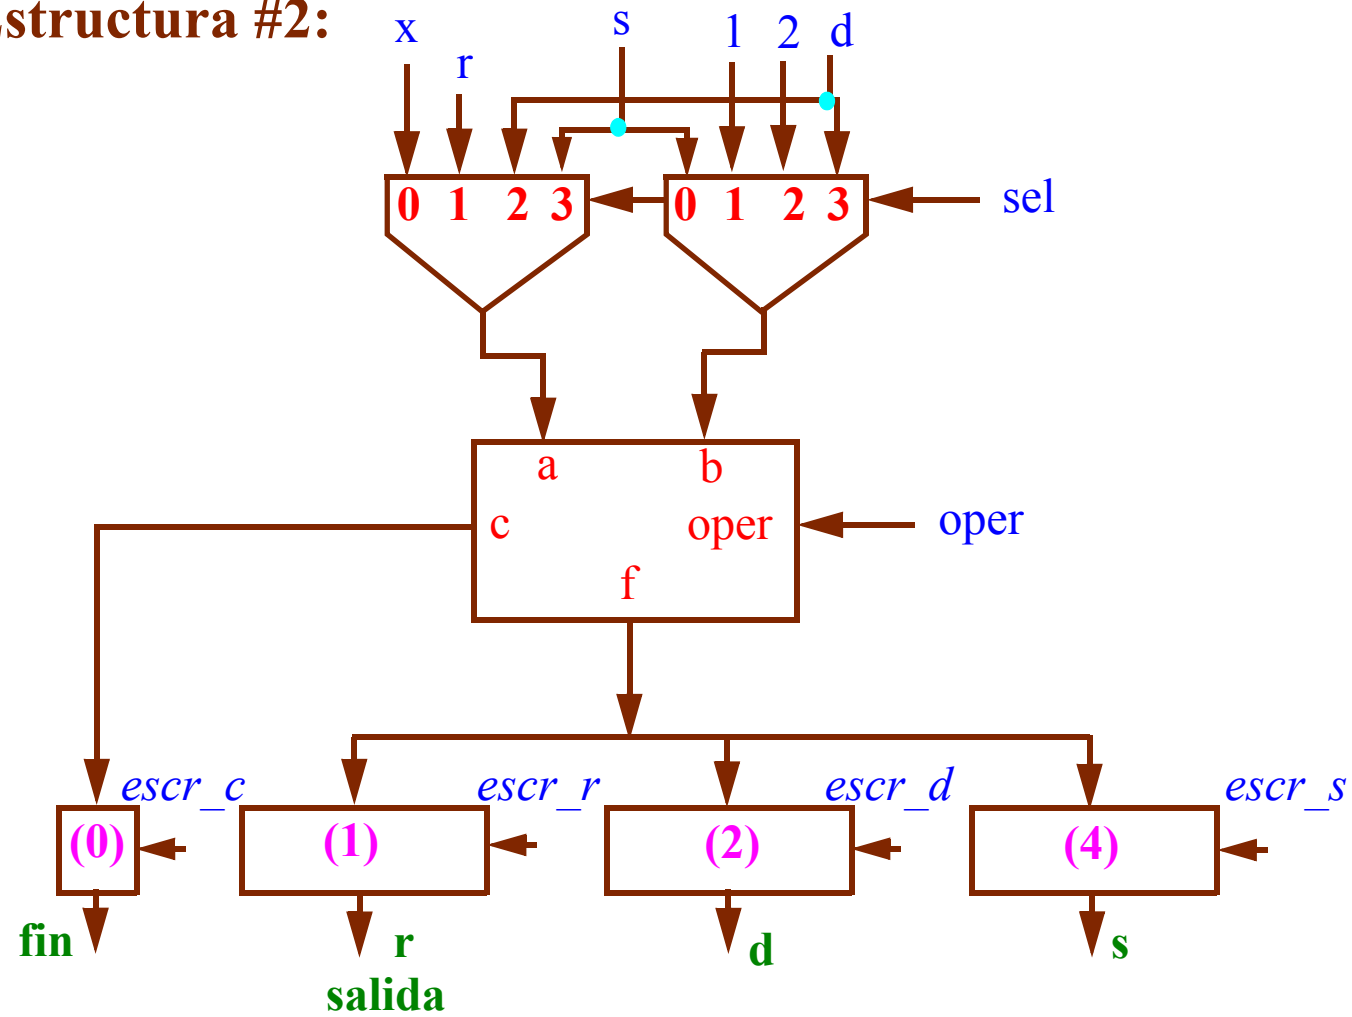 structura #2:
x r s 1 2 d
0 1 2 3 0 1 2 3 sel
a b
c oper oper
f
escr_c escr_r escr_d escr_s
(0) (1) (2) (4)
fin r d s
salida